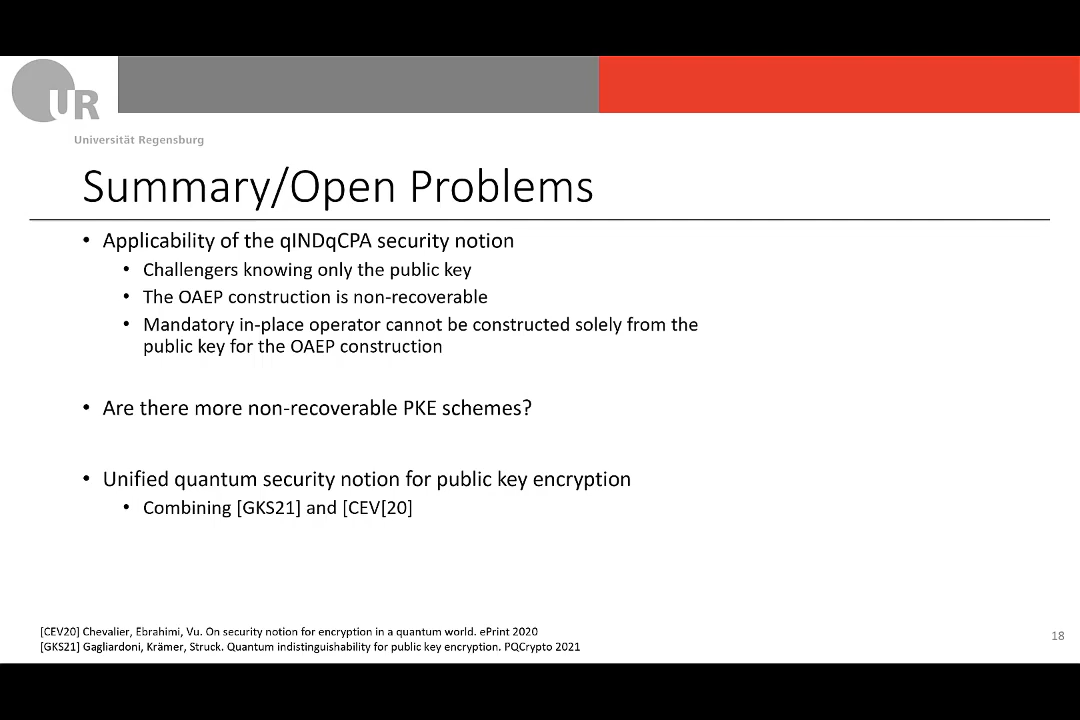 UR
Universität Regensburg
Summary/Open Problems
• Applicability of the qINDqCPA security notion
• Challengers knowing only the public key
• The OAEP construction is non-recoverable
• Mandatory in-place operator cannot be constructed solely from the
public key for the OAEP construction
• Are there more non-recoverable PKE schemes?
• Unified quantum security notion for public key encryption
• Combining [GKS21] and [CEV[20]
[CEV20] Chevalier, Ebrahimi, Vu. On security notion for encryption in a quantum world. ePrint 2020
[GKS21] Gagliardoni, Krämer, Struck. Quantum indistinguishability for public key encryption. PQCrypto 2021
18